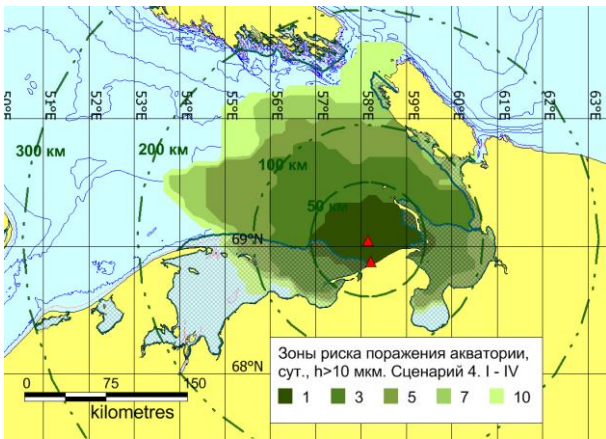 50°E 51°E 52°E 53°E 54°E 55°E 56°E 57°E 58°E 59°E 60°E 61°E 62°E 63°E
300 км
200 км
100 км
50 км
69°N
68°N
0 75 150
kilometres
Зоны риска поражения акватории,
сут., h>10 мкм. Сценарий 4. I - IV
1 3 5 7 10